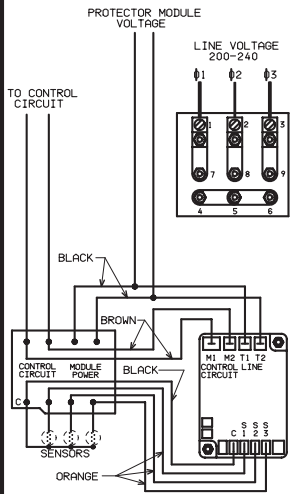 PROTECTOR MODULE
VOLTAGE
LINE VOLTAGE
200-240
ϕ1 ϕ2 ϕ3
TO CONTROL
CIRCUIT
1 2 3
7 8 9
4 5 6
BLACK
BROWN
M1 M2 T1 T2
CONTROL LINE
CIRCUIT
CONTROL
CIRCUIT
MODULE
POWER
BLACK
C
S S S
1 2 3
C
SENSORS
ORANGE